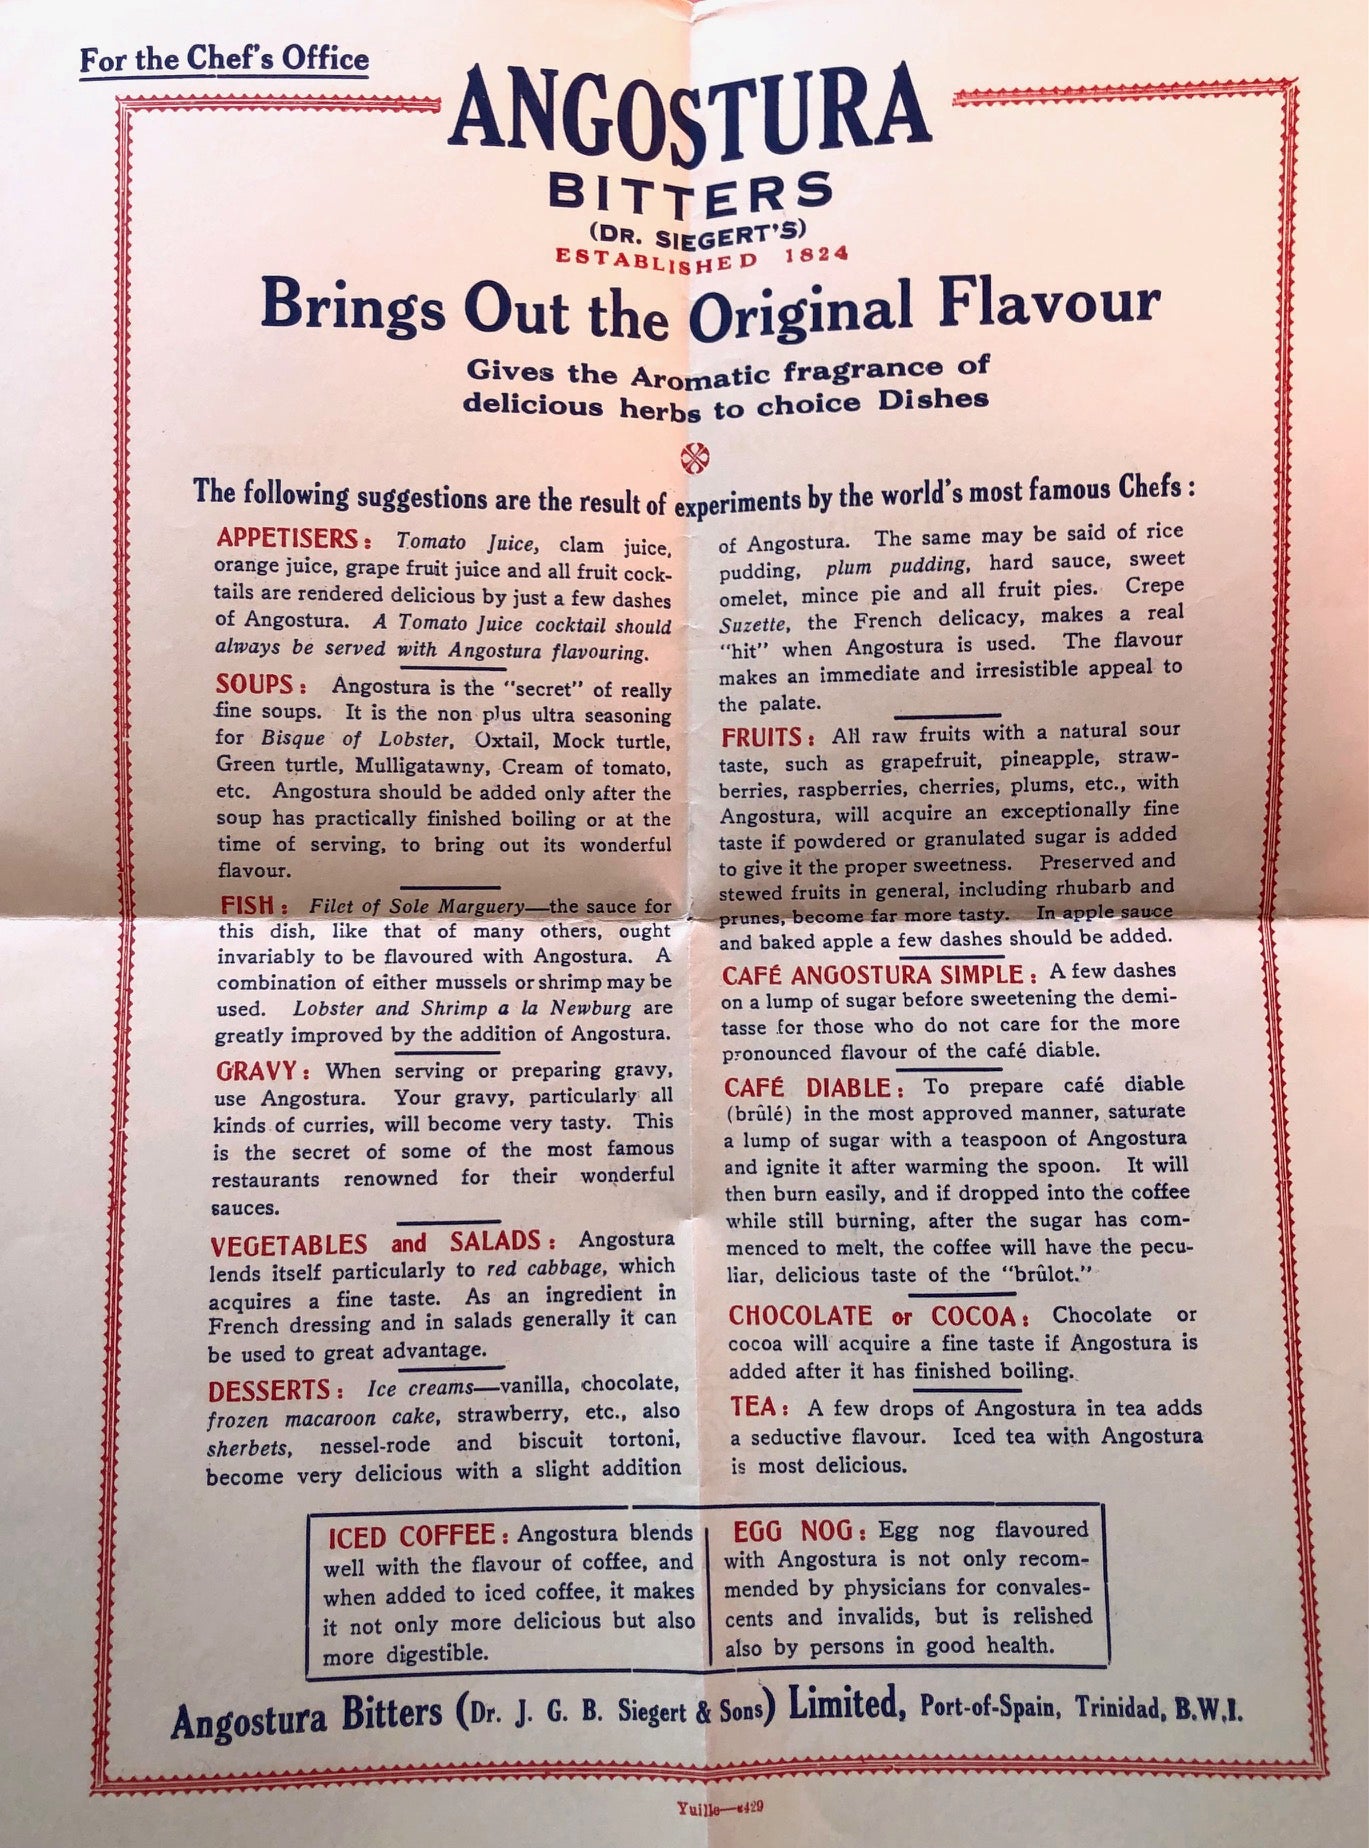 For the Chef's Office
ANGOSTURA
BITTERS
(DR. SIEGERT'S)
ESTABLISHED 1824
Brings Out the Original Flavour
Gives the Aromatic fragrance of
delicious herbs to choice Dishes
The following suggestions are the result of experiments by the world's most famous Chefs :
APPETISERS : Tomato Juice, clam juice,
orange juice, grape fruit juice and all fruit cock-
tails are rendered delicious by just a few dashes
of Angostura. A Tomato Juice cocktail should
always be served with Angostura flavouring.
SOUPS : Angostura is the "secret" of really
fine soups. It is the non plus ultra seasoning
for Bisque of Lobster, Oxtail, Mock turtle,
Green turtle, Mulligatawny, Cream of tomato,
etc. Angostura should be added only after the
soup has practically finished boiling or at the
time of serving, to bring out its wonderful
flavour.
FISH : Filet of Sole Marguery—the sauce for
this dish, like that of many others, ought
invariably to be flavoured with Angostura. A
combination of either mussels or shrimp may be
used. Lobster and Shrimp a la Newburg are
greatly improved by the addition of Angostura.
GRAVY : When serving or preparing gravy,
use Angostura. Your gravy, particularly all
kinds of curries, will become very tasty. This
is the secret of some of the most famous
restaurants renowned for their wonderful
sauces.
VEGETABLES and SALADS : Angostura
lends itself particularly to red cabbage, which
acquires a fine taste. As an ingredient in
French dressing and in salads generally it can
be used to great advantage.
DESSERTS : Ice creams—vanilla, chocolate,
frozen macaroon cake, strawberry, etc., also
sherbets, nessel-rode and biscuit tortoni,
become very delicious with a slight addition
of Angostura. The same may be said of rice
pudding, plum pudding, hard sauce, sweet
omelet, mince pie and all fruit pies. Crepe
Suzette, the French delicacy, makes a real
"hit" when Angostura is used. The flavour
makes an immediate and irresistible appeal to
the palate.
FRUITS : All raw fruits with a natural sour
taste, such as grapefruit, pineapple, straw-
berries, raspberries, cherries, plums, etc., with
Angostura, will acquire an exceptionally fine
taste if powdered or granulated sugar is added
to give it the proper sweetness. Preserved and
stewed fruits in general, including rhubarb and
prunes, become far more tasty. In apple sauce
and baked apple a few dashes should be added.
CAFÉ ANGOSTURA SIMPLE : A few dashes
on a lump of sugar before sweetening the demi-
tasse for those who do not care for the more
pronounced flavour of the café diable.
CAFÉ DIABLE : To prepare café diable
(brûlé) in the most approved manner, saturate
a lump of sugar with a teaspoon of Angostura
and ignite it after warming the spoon. It will
then burn easily, and if dropped into the coffee
while still burning, after the sugar has com-
menced to melt, the coffee will have the pecu-
liar, delicious taste of the "brûlot."
CHOCOLATE or COCOA : Chocolate or
cocoa will acquire a fine taste if Angostura is
added after it has finished boiling.
TEA : A few drops of Angostura in tea adds
a seductive flavour. Iced tea with Angostura
is most delicious.
ICED COFFEE : Angostura blends
well with the flavour of coffee, and
when added to iced coffee, it makes
it not only more delicious but also
more digestible.
EGG NOG : Egg nog flavoured
with Angostura is not only recom-
mended by physicians for convales-
cents and invalids, but is relished
also by persons in good health.
Angostura Bitters (Dr. J. G. B. Siegert & Sons) Limited, Port-of-Spain, Trinidad, B.W.I.
Yuille